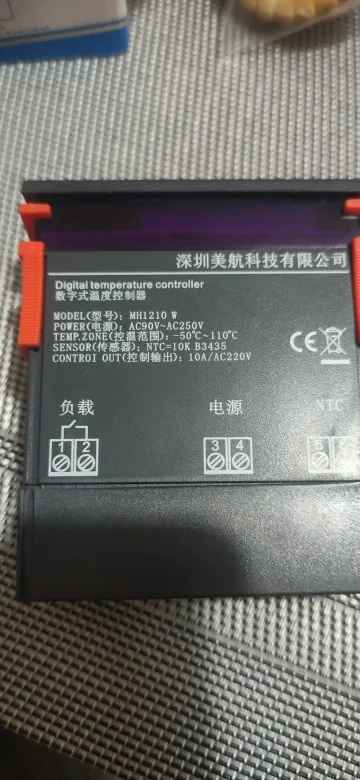 深圳美航科技有限公司
Digital temperature controller
数字式温度控制器
MODEL(型号): MH1210 W
POWER(电源): AC90V~AC250V
TEMP.ZONE(控温范围): -50℃~110℃
SENSOR(传感器): NTC=10K B3435
CONTROI OUT(控制输出): 10A/AC220V
CE
负载 电源 NTC
1 2 3 4 5